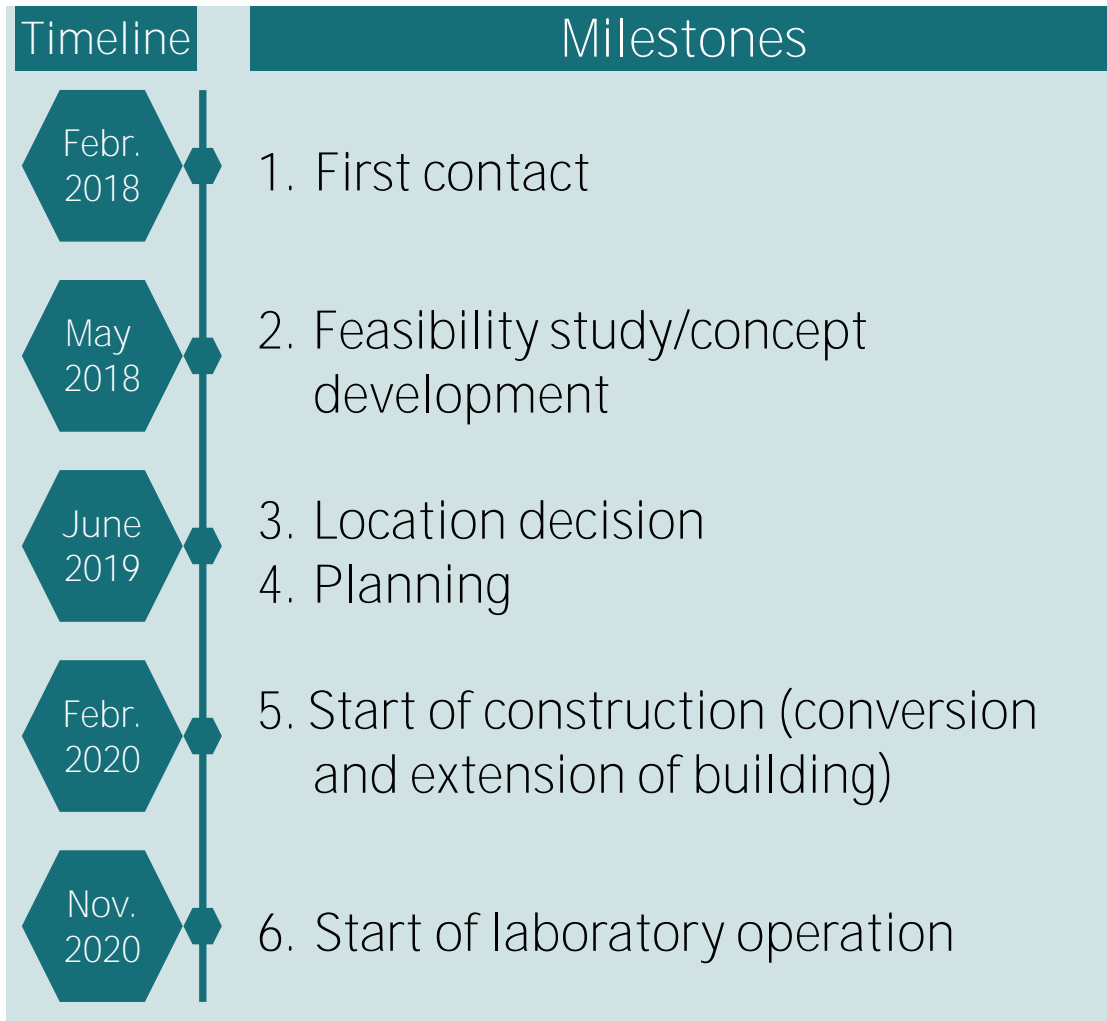 Timeline
Milestones
Febr.
2018
1. First contact
May
2018
2. Feasibility study/concept
development
June
2019
3. Location decision
4. Planning
Febr.
2020
5. Start of construction (conversion
and extension of building)
Nov.
2020
6. Start of laboratory operation